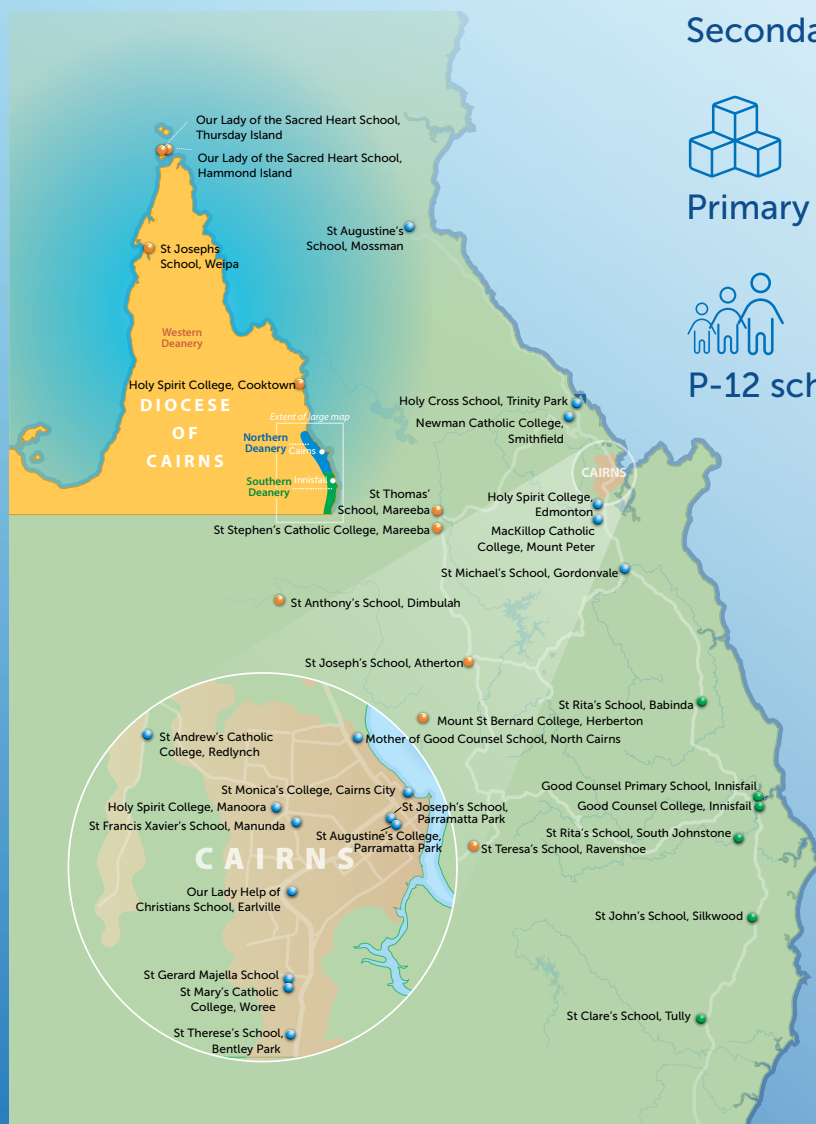 Seconda
Primary
P-12 sch
Our Lady of the Sacred Heart School,
Thursday Island
Our Lady of the Sacred Heart School,
Hammond Island
St Augustine's
School, Mossman
St Josephs
School, Weipa
Western
Deanery
Holy Spirit College, Cooktown
DIOCESE
OF
CAIRNS
Extent of large map
Northern
Deanery
Cairns
Southern
Deanery
Innisfail
Holy Cross School, Trinity Park
Newman Catholic College,
Smithfield
CAIRNS
St Thomas'
School, Mareeba
Holy Spirit College,
Edmonton
St Stephen's Catholic College, Mareeba
MacKillop Catholic
College, Mount Peter
St Michael's School, Gordonvale
St Anthony's School, Dimbulah
St Joseph's School, Atherton
St Rita's School, Babinda
Mount St Bernard College, Herberton
St Andrew's Catholic
College, Redlynch
Mother of Good Counsel School, North Cairns
St Monica's College, Cairns City
Holy Spirit College, Manoora
St Joseph's School,
Parramatta Park
St Francis Xavier's School, Manunda
St Augustine's College,
Parramatta Park
CAIRNS
Good Counsel Primary School, Innisfail
Good Counsel College, Innisfail
St Rita's School, South Johnstone
St Teresa's School, Ravenshoe
Our Lady Help of
Christians School, Earlville
St John's School, Silkwood
St Gerard Majella School
St Mary's Catholic
College, Woree
St Therese's School,
Bentley Park
St Clare's School, Tully